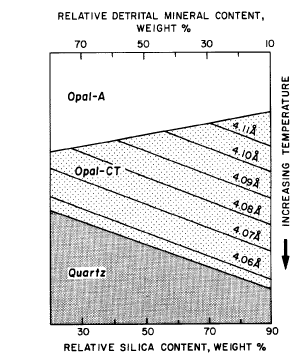 RELATIVE DETRITAL MINERAL CONTENT,
WEIGHT %
70 50 30 10
Opal-A
4.11Å
4.10Å
Opal-CT
4.09Å
4.08Å
4.07Å
4.06Å
Quartz
INCREASING TEMPERATURE
30 50 70 90
RELATIVE SILICA CONTENT, WEIGHT %